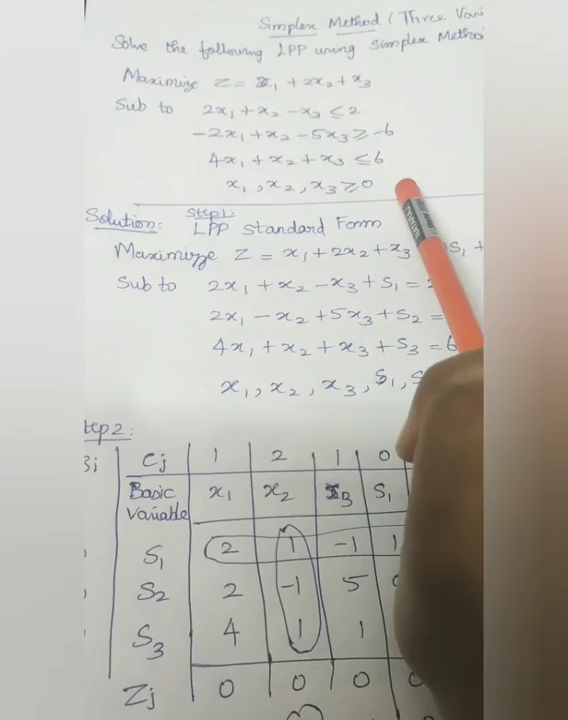 Simplex Method (Three Vari
Solve the following LPP using simplex Metho
Maximize Z = x₁ + 2x₂ + x₃
Sub to 2x₁ + x₂ - x₃ ≤ 2
-2x₁ + x₂ - 5x₃ ≥ -6
4x₁ + x₂ + x₃ ≤ 6
x₁, x₂, x₃ ≥ 0
Solution: Step1:
LPP Standard Form
Maximize Z = x₁ + 2x₂ + x₃ 0S₁ +
Sub to 2x₁ + x₂ - x₃ + S₁ =
2x₁ - x₂ + 5x₃ + S₂ =
4x₁ + x₂ + x₃ + S₃ = 6
x₁, x₂, x₃, S₁, S
tep2:
Bj Cj 1 2 1 0
Basic Variable x₁ x₂ x₃ S₁
S₁ 2 1 -1 1
S₂ 2 -1 5
S₃ 4 1 1
Zj 0 0 0